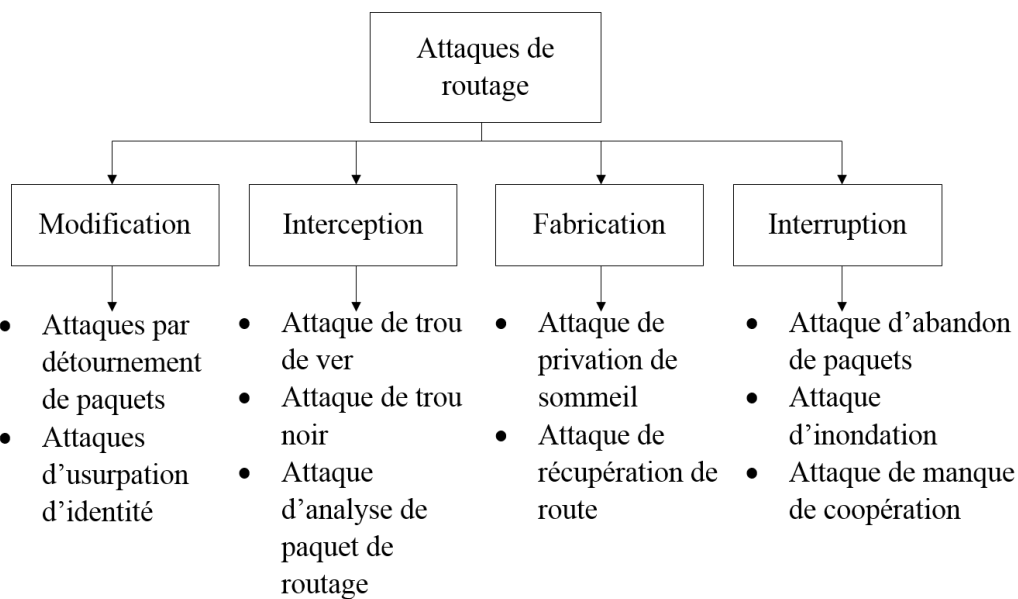 Attaques de
routage
Modification
Interception
Fabrication
Interruption
• Attaques par
détournement
de paquets
• Attaques
d’usurpation
d’identité
• Attaque de trou
de ver
• Attaque de trou
noir
• Attaque
d’analyse de
paquet de
routage
• Attaque de
privation de
sommeil
• Attaque de
récupération de
route
• Attaque d’abandon
de paquets
• Attaque
d’inondation
• Attaque de manque
de coopération